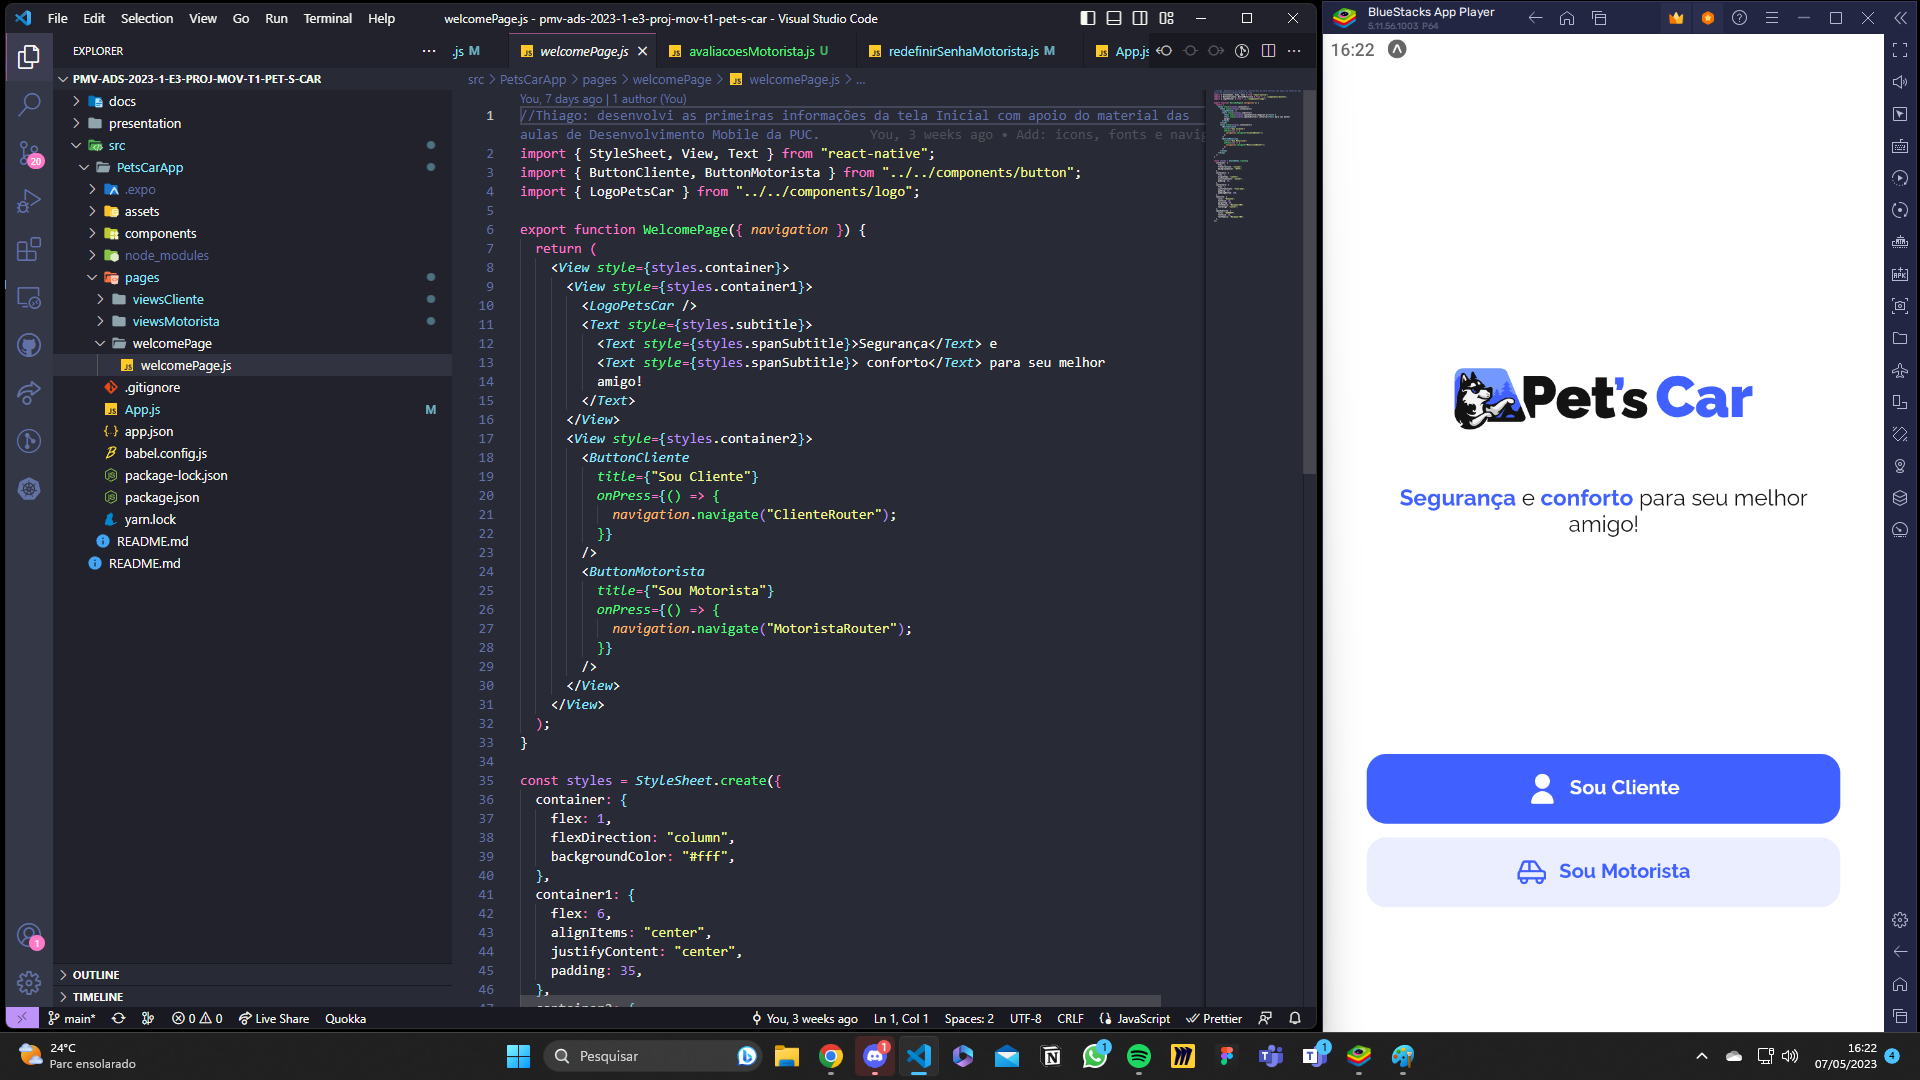 File Edit Selection View Go Run Terminal Help
welcomePage.js - pmv-ads-2023-1-e3-proj-mov-t1-pet-s-car - Visual Studio Code
EXPLORER
PMV-ADS-2023-1-E3-PROJ-MOV-T1-PET-S-CAR
docs
presentation
src
PetsCarApp
.expo
assets
components
node_modules
pages
viewsCliente
viewsMotorista
welcomePage
welcomePage.js
.gitignore
App.js M
app.json
babel.config.js
package-lock.json
package.json
yarn.lock
README.md
README.md
OUTLINE
TIMELINE
20
1
.js M
welcomePage.js
avaliacoesMotorista.js U
redefinirSenhaMotorista.js M
App.js
src > PetsCarApp > pages > welcomePage > welcomePage.js > ...
You, 7 days ago | 1 author (You)
1 //Thiago: desenvolvi as primeiras informações da tela Inicial com apoio do material das
aulas de Desenvolvimento Mobile da PUC. You, 3 weeks ago • Add: icons, fonts e navig
2 import { StyleSheet, View, Text } from "react-native";
3 import { ButtonCliente, ButtonMotorista } from "../../components/button";
4 import { LogoPetsCar } from "../../components/logo";
5
6 export function WelcomePage({ navigation }) {
7 return (
8 <View style={styles.container}>
9 <View style={styles.container1}>
10 <LogoPetsCar />
11 <Text style={styles.subtitle}>
12 <Text style={styles.spanSubtitle}>Segurança</Text> e
13 <Text style={styles.spanSubtitle}> conforto</Text> para seu melhor
14 amigo!
15 </Text>
16 </View>
17 <View style={styles.container2}>
18 <ButtonCliente
19 title={"Sou Cliente"}
20 onPress={() => {
21 navigation.navigate("ClienteRouter");
22 }}
23 />
24 <ButtonMotorista
25 title={"Sou Motorista"}
26 onPress={() => {
27 navigation.navigate("MotoristaRouter");
28 }}
29 />
30 </View>
31 </View>
32 );
33 }
34
35 const styles = StyleSheet.create({
36 container: {
37 flex: 1,
38 flexDirection: "column",
39 backgroundColor: "#fff",
40 },
41 container1: {
42 flex: 6,
43 alignItems: "center",
44 justifyContent: "center",
45 padding: 35,
46 },
main* 0 0 Live Share Quokka
You, 3 weeks ago Ln 1, Col 1 Spaces: 2 UTF-8 CRLF JavaScript Prettier
BlueStacks App Player
5.11.56.1003 P64
16:22
Pet's Car
Segurança e conforto para seu melhor
amigo!
Sou Cliente
Sou Motorista
24°C
Parc ensolarado
Pesquisar
1
1
1
16:22
07/05/2023
4